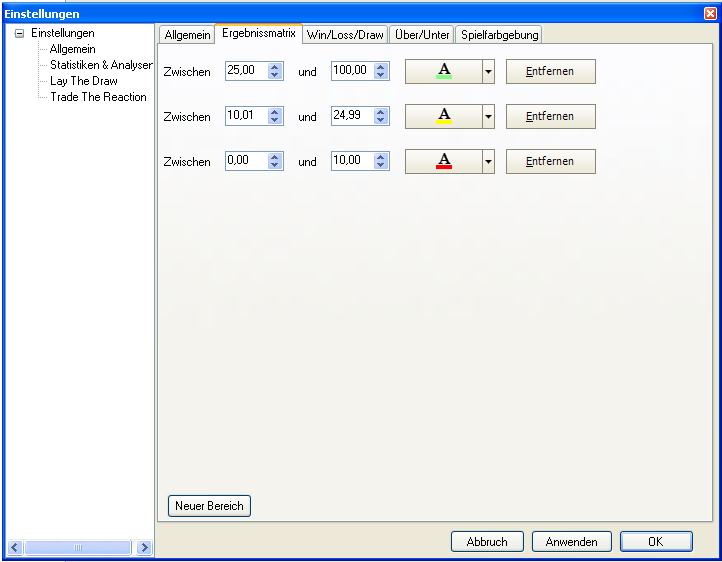 Einstellungen
Einstellungen
Allgemein
Statistiken & Analyser
Lay The Draw
Trade The Reaction
Allgemein Ergebnissmatrix Win/Loss/Draw Über/Unter Spielfarbgebung
Zwischen 25,00 und 100,00 A Entfernen
Zwischen 10,01 und 24,99 A Entfernen
Zwischen 0,00 und 10,00 A Entfernen
Neuer Bereich
Abbruch Anwenden OK